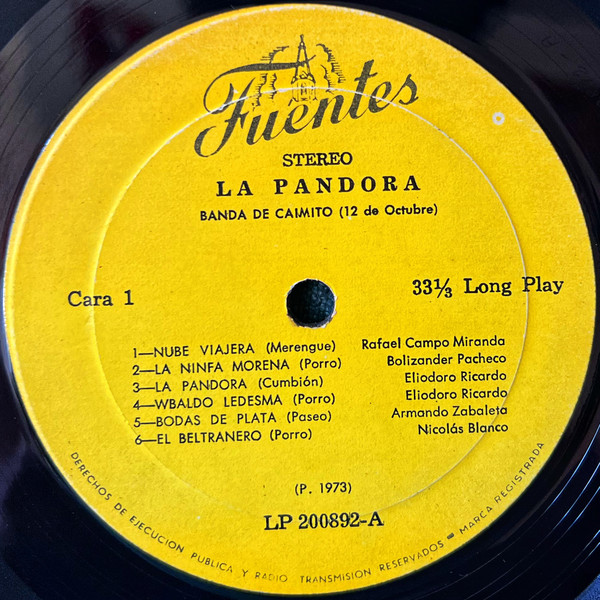 Fuentes
STEREO
LA PANDORA
BANDA DE CAIMITO (12 de Octubre)
Cara 1
33⅓ Long Play
1—NUBE VIAJERA (Merengue) Rafael Campo Miranda
2—LA NINFA MORENA (Porro) Bolizander Pacheco
3—LA PANDORA (Cumbión) Eliodoro Ricardo
4—WBALDO LEDESMA (Porro) Eliodoro Ricardo
5—BODAS DE PLATA (Paseo) Armando Zabaleta
6—EL BELTRANERO (Porro) Nicolás Blanco
(P. 1973)
LP 200892-A
DERECHOS DE EJECUCION PUBLICA Y RADIO TRANSMISION RESERVADOS - MARCA REGISTRADA